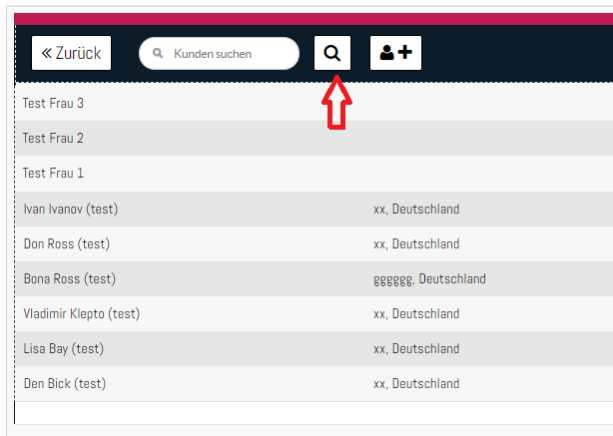 « Zurück
Kunden suchen
Test Frau 3
Test Frau 2
Test Frau 1
Ivan Ivanov (test) xx, Deutschland
Don Ross (test) xx, Deutschland
Bona Ross (test) gggggg, Deutschland
Vladimir Klepto (test) xx, Deutschland
Lisa Bay (test) xx, Deutschland
Den Bick (test) xx, Deutschland